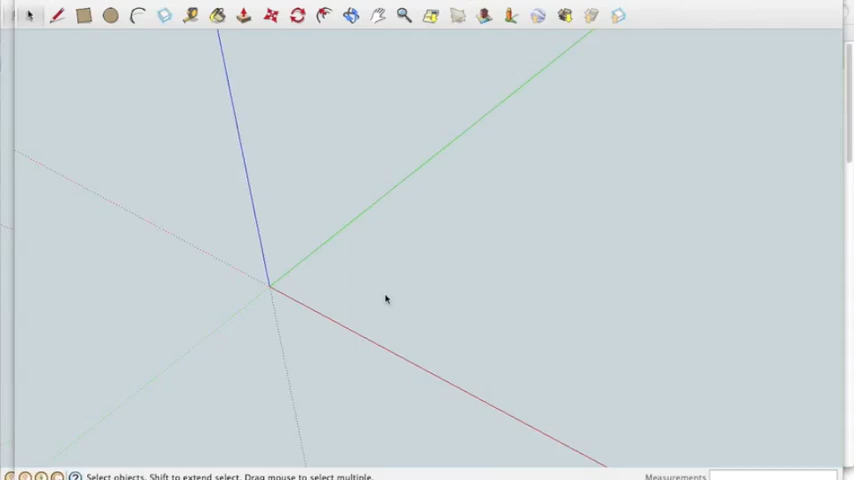 Select objects. Shift to extend select. Drag mouse to select multiple.
Measurements